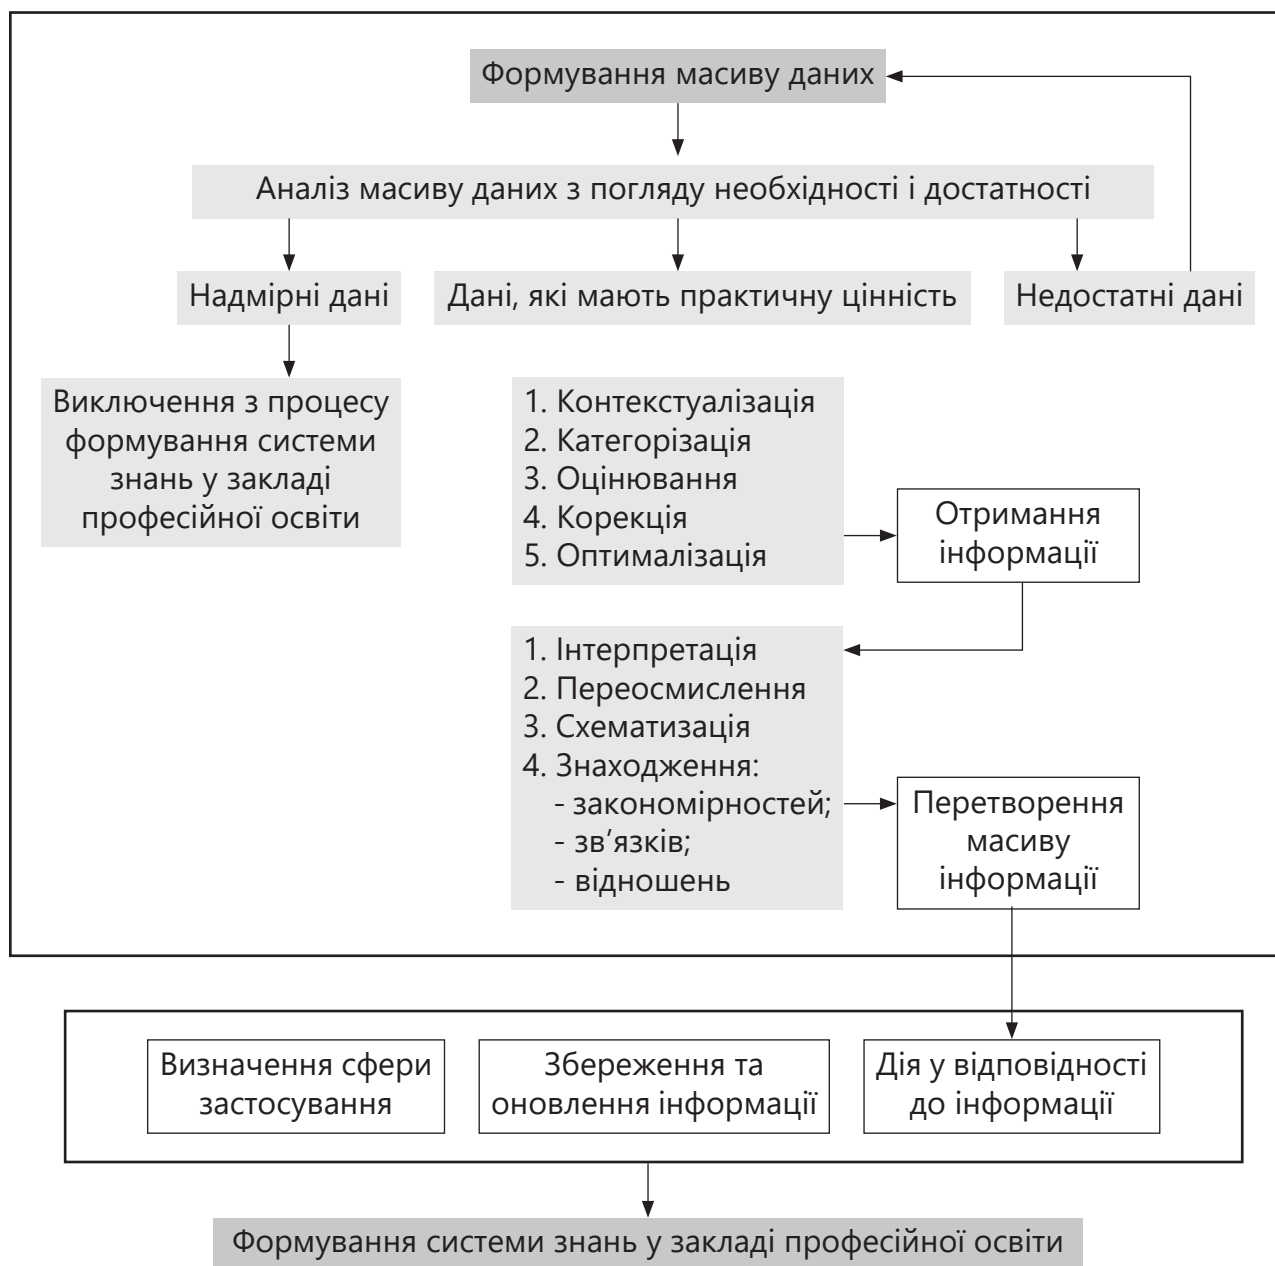 Формування масиву даних
Аналіз масиву даних з погляду необхідності і достатності
Надмірні дані
Дані, які мають практичну цінність
Недостатні дані
Виключення з процесу
формування системи
знань у закладі
професійної освіти
1. Контекстуалізація
2. Категорізація
3. Оцінювання
4. Корекція
5. Оптималізація
Отримання
інформації
1. Інтерпретація
2. Переосмислення
3. Схематизація
4. Знаходження:
- закономірностей;
- зв’язків;
- відношень
Перетворення
масиву
інформації
Визначення сфери
застосування
Збереження та
оновлення інформації
Дія у відповідності
до інформації
Формування системи знань у закладі професійної освіти